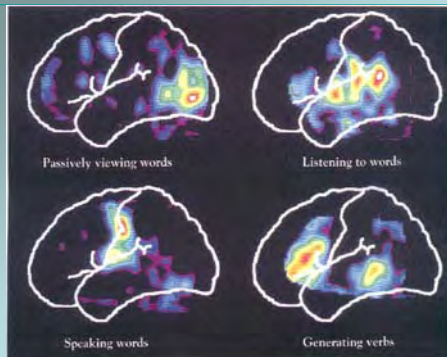 Passively viewing words
Listening to words
Speaking words
Generating verbs